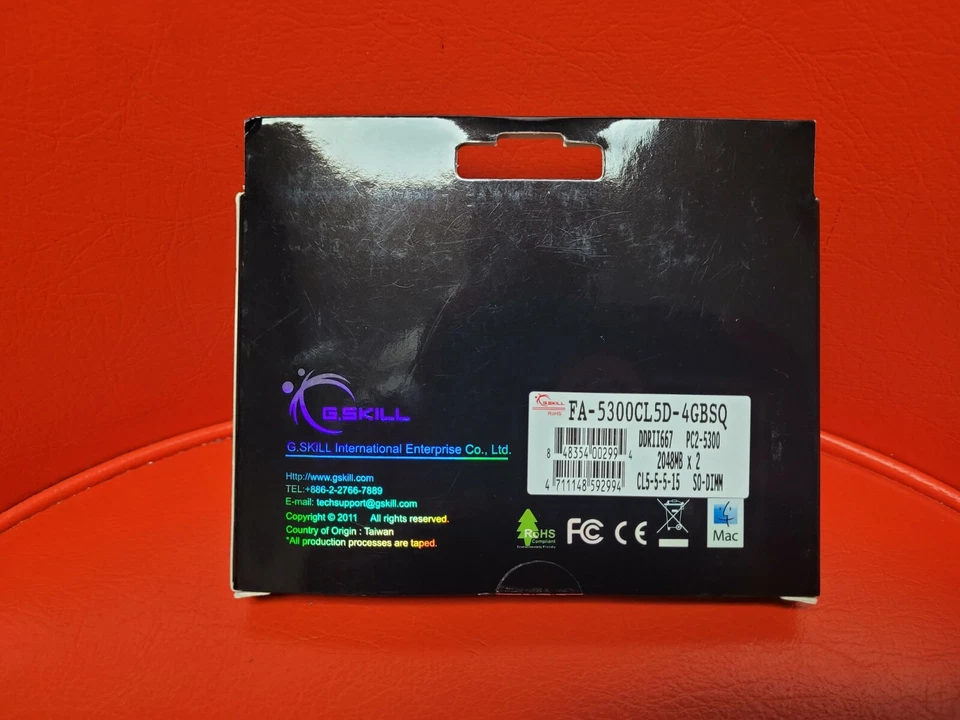 G.SKILL
G.SKILL International Enterprise Co., Ltd.
Http://www.gskill.com
TEL:+886-2-2766-7889
E-mail: techsupport@gskill.com
Copyright © 2011 All rights reserved.
Country of Origin : Taiwan
*All production processes are taped.
G.SKILL
RoHS
FA-5300CL5D-4GBSQ
8 48354 00299 4
DDRII667 PC2-5300
2048MB x 2
4 711148 592994
CL5-5-5-15 SO-DIMM
RoHS
Compliant
FC CE
Mac